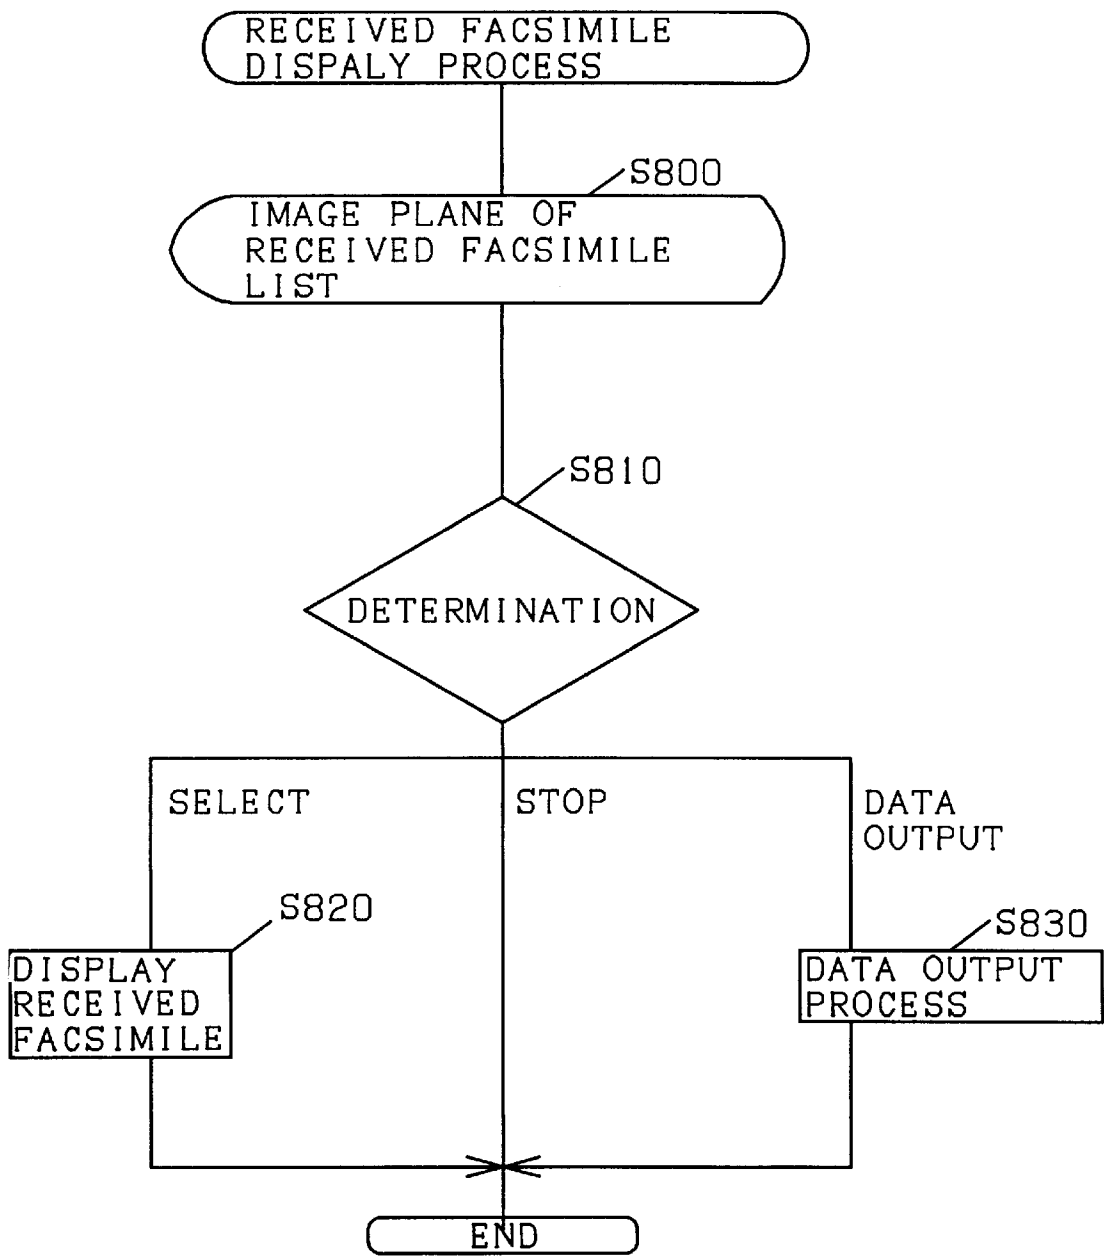 RECEIVED FACSIMILE
DISPALY PROCESS
S800
IMAGE PLANE OF
RECEIVED FACSIMILE
LIST
S810
DETERMINATION
SELECT
STOP
DATA
OUTPUT
S820
DISPLAY
RECEIVED
FACSIMILE
S830
DATA OUTPUT
PROCESS
END